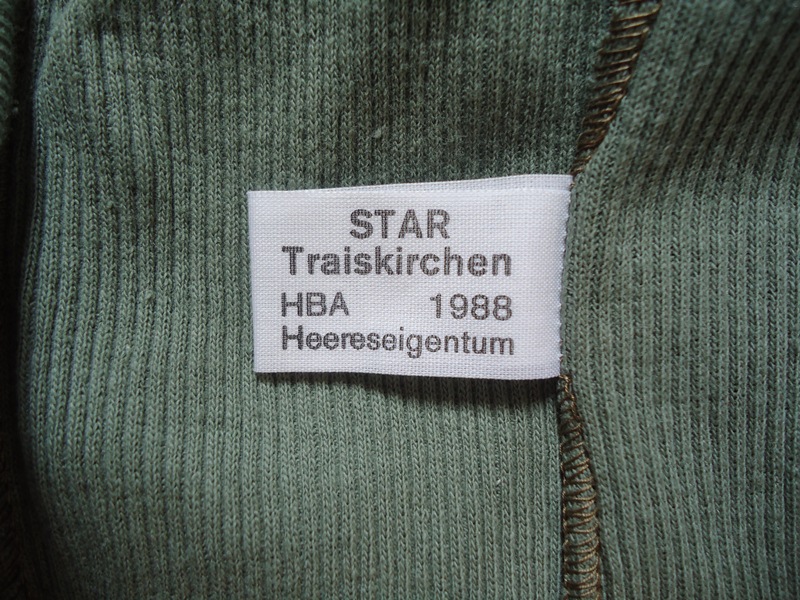 STAR
Traiskirchen
HBA 1988
Heereseigentum